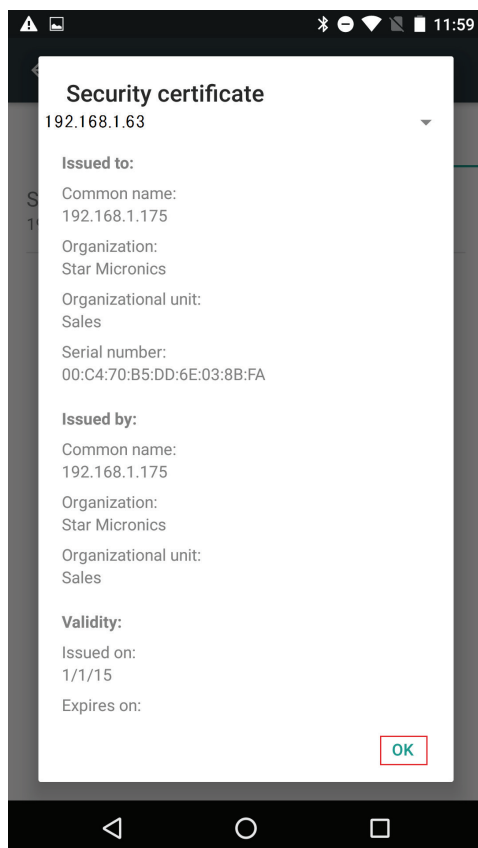 11:59
Security certificate
192.168.1.63
Issued to:
Common name:
192.168.1.175
Organization:
Star Micronics
Organizational unit:
Sales
Serial number:
00:C4:70:B5:DD:6E:03:8B:FA
Issued by:
Common name:
192.168.1.175
Organization:
Star Micronics
Organizational unit:
Sales
Validity:
Issued on:
1/1/15
Expires on:
OK